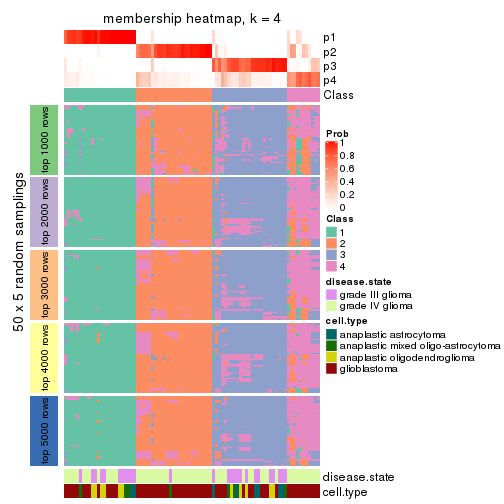 membership heatmap, k = 4
p1
p2
p3
p4
Class
50 x 5 random samplings
top 1000 rows
top 2000 rows
top 3000 rows
top 4000 rows
top 5000 rows
Prob
1
0.8
0.6
0.4
0.2
0
Class
1
2
3
4
disease.state
grade III glioma
grade IV glioma
cell.type
anaplastic astrocytoma
anaplastic mixed oligo-astrocytoma
anaplastic oligodendroglioma
glioblastoma
disease.state
cell.type